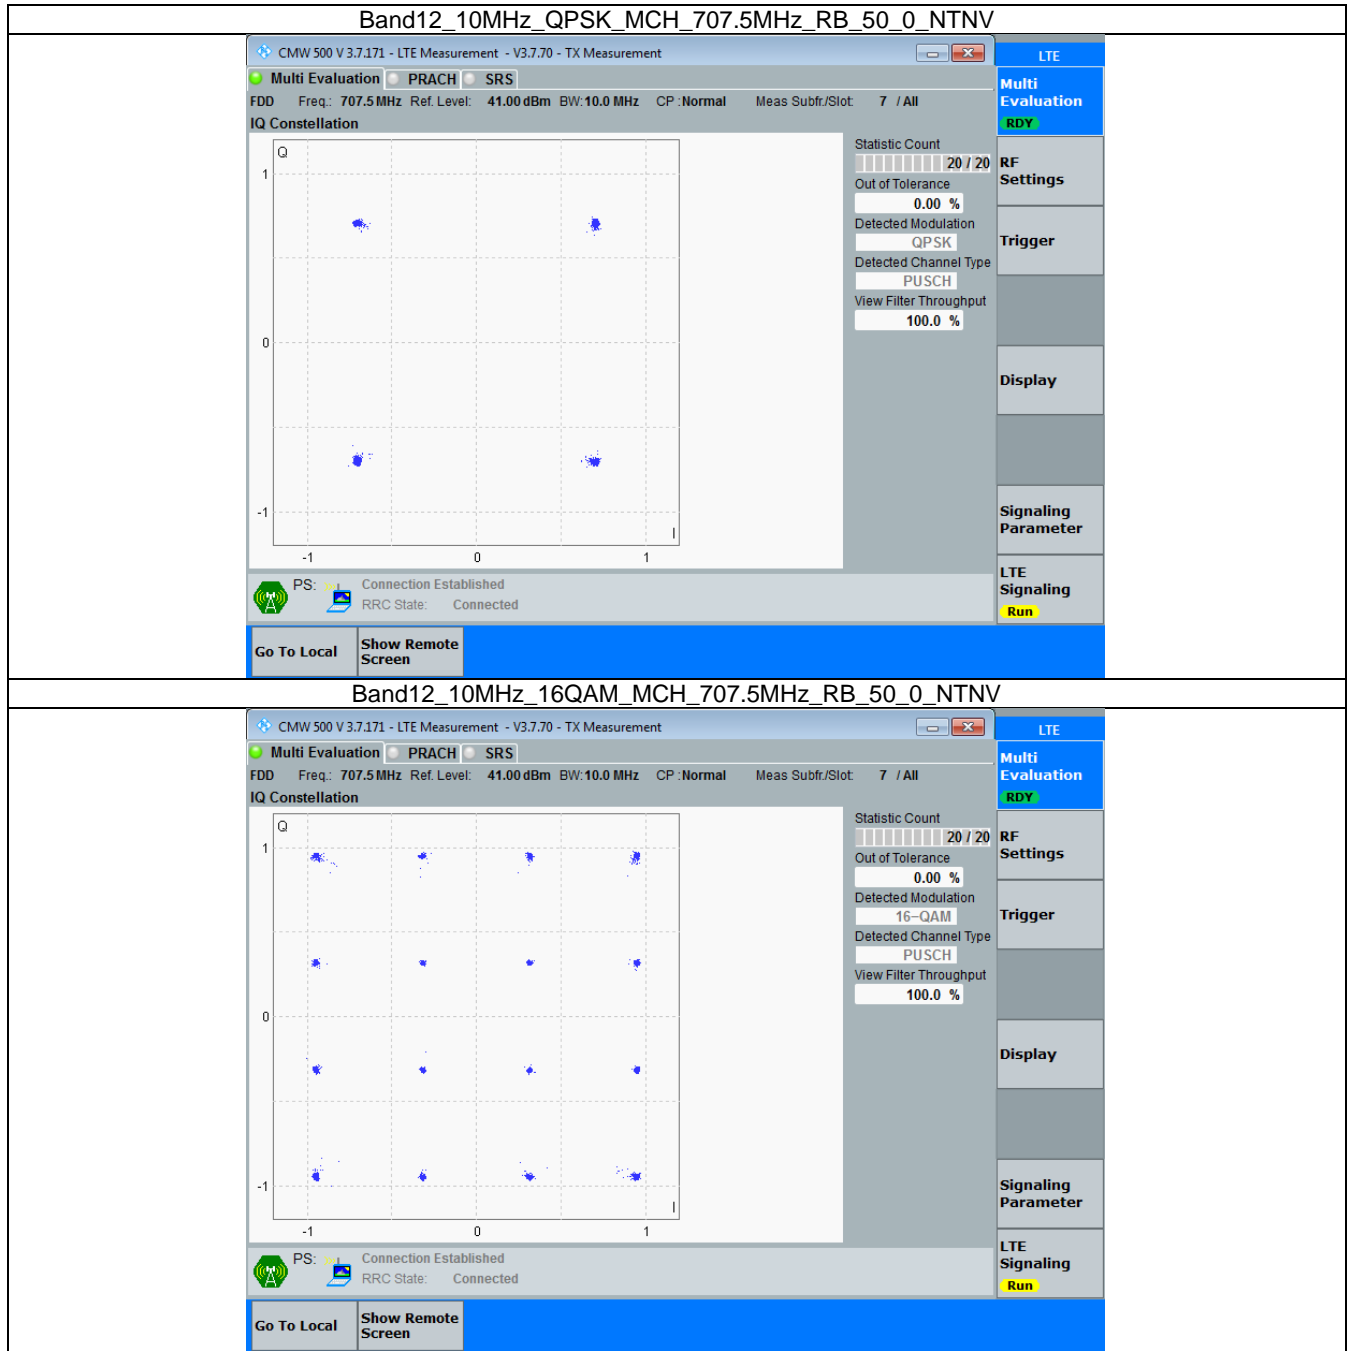 Band12_10MHz_QPSK_MCH_707.5MHz_RB_50_0_NTNV
CMW 500 V 3.7.171 - LTE Measurement - V3.7.70 - TX Measurement
LTE
Multi Evaluation PRACH SRS
Multi
Evaluation
RDY
FDD Freq.: 707.5 MHz Ref. Level: 41.00 dBm BW: 10.0 MHz CP : Normal Meas Subfr./Slot: 7 / All
IQ Constellation
Q
1
0
-1
-1 0 1
I
Statistic Count
20 / 20
Out of Tolerance
0.00 %
Detected Modulation
QPSK
Detected Channel Type
PUSCH
View Filter Throughput
100.0 %
RF
Settings
Trigger
Display
Signaling
Parameter
LTE
Signaling
Run
PS: Connection Established
RRC State: Connected
Go To Local
Show Remote
Screen
Band12_10MHz_16QAM_MCH_707.5MHz_RB_50_0_NTNV
CMW 500 V 3.7.171 - LTE Measurement - V3.7.70 - TX Measurement
LTE
Multi Evaluation PRACH SRS
Multi
Evaluation
RDY
FDD Freq.: 707.5 MHz Ref. Level: 41.00 dBm BW: 10.0 MHz CP : Normal Meas Subfr./Slot: 7 / All
IQ Constellation
Q
1
0
-1
-1 0 1
I
Statistic Count
20 / 20
Out of Tolerance
0.00 %
Detected Modulation
16-QAM
Detected Channel Type
PUSCH
View Filter Throughput
100.0 %
RF
Settings
Trigger
Display
Signaling
Parameter
LTE
Signaling
Run
PS: Connection Established
RRC State: Connected
Go To Local
Show Remote
Screen